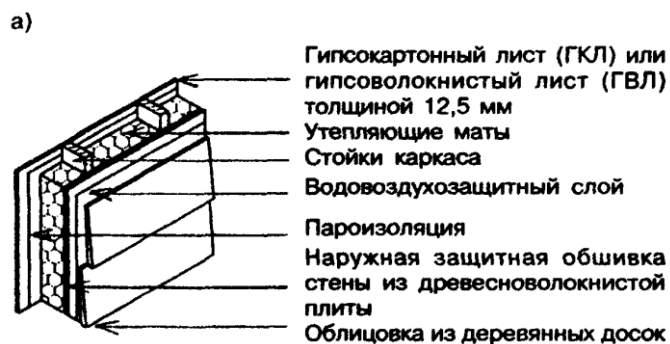 а)
Гипсокартонный лист (ГКЛ) или
гипсоволокнистый лист (ГВЛ)
толщиной 12,5 мм
Утепляющие маты
Стойки каркаса
Водовоздухозащитный слой
Пароизоляция
Наружная защитная обшивка
стены из древесноволокнистой
плиты
Облицовка из деревянных досок